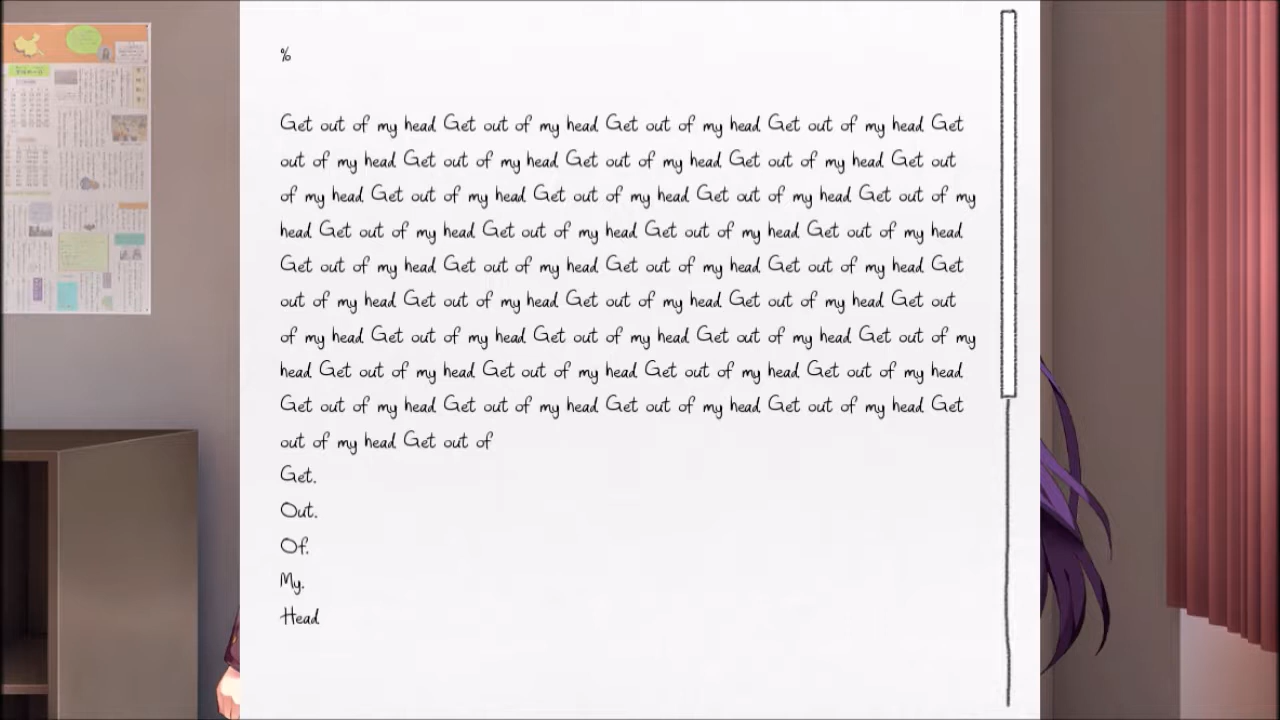 %
Get out of my head Get out of my head Get out of my head Get out of my head Get
out of my head Get out of my head Get out of my head Get out of my head Get out
of my head Get out of my head Get out of my head Get out of my head Get out of my
head Get out of my head Get out of my head Get out of my head Get out of my head
Get out of my head Get out of my head Get out of my head Get out of my head Get
out of my head Get out of my head Get out of my head Get out of my head Get out
of my head Get out of my head Get out of my head Get out of my head Get out of my
head Get out of my head Get out of my head Get out of my head Get out of my head
Get out of my head Get out of my head Get out of my head Get out of my head Get
out of my head Get out of
Get.
Out.
Of.
My.
Head